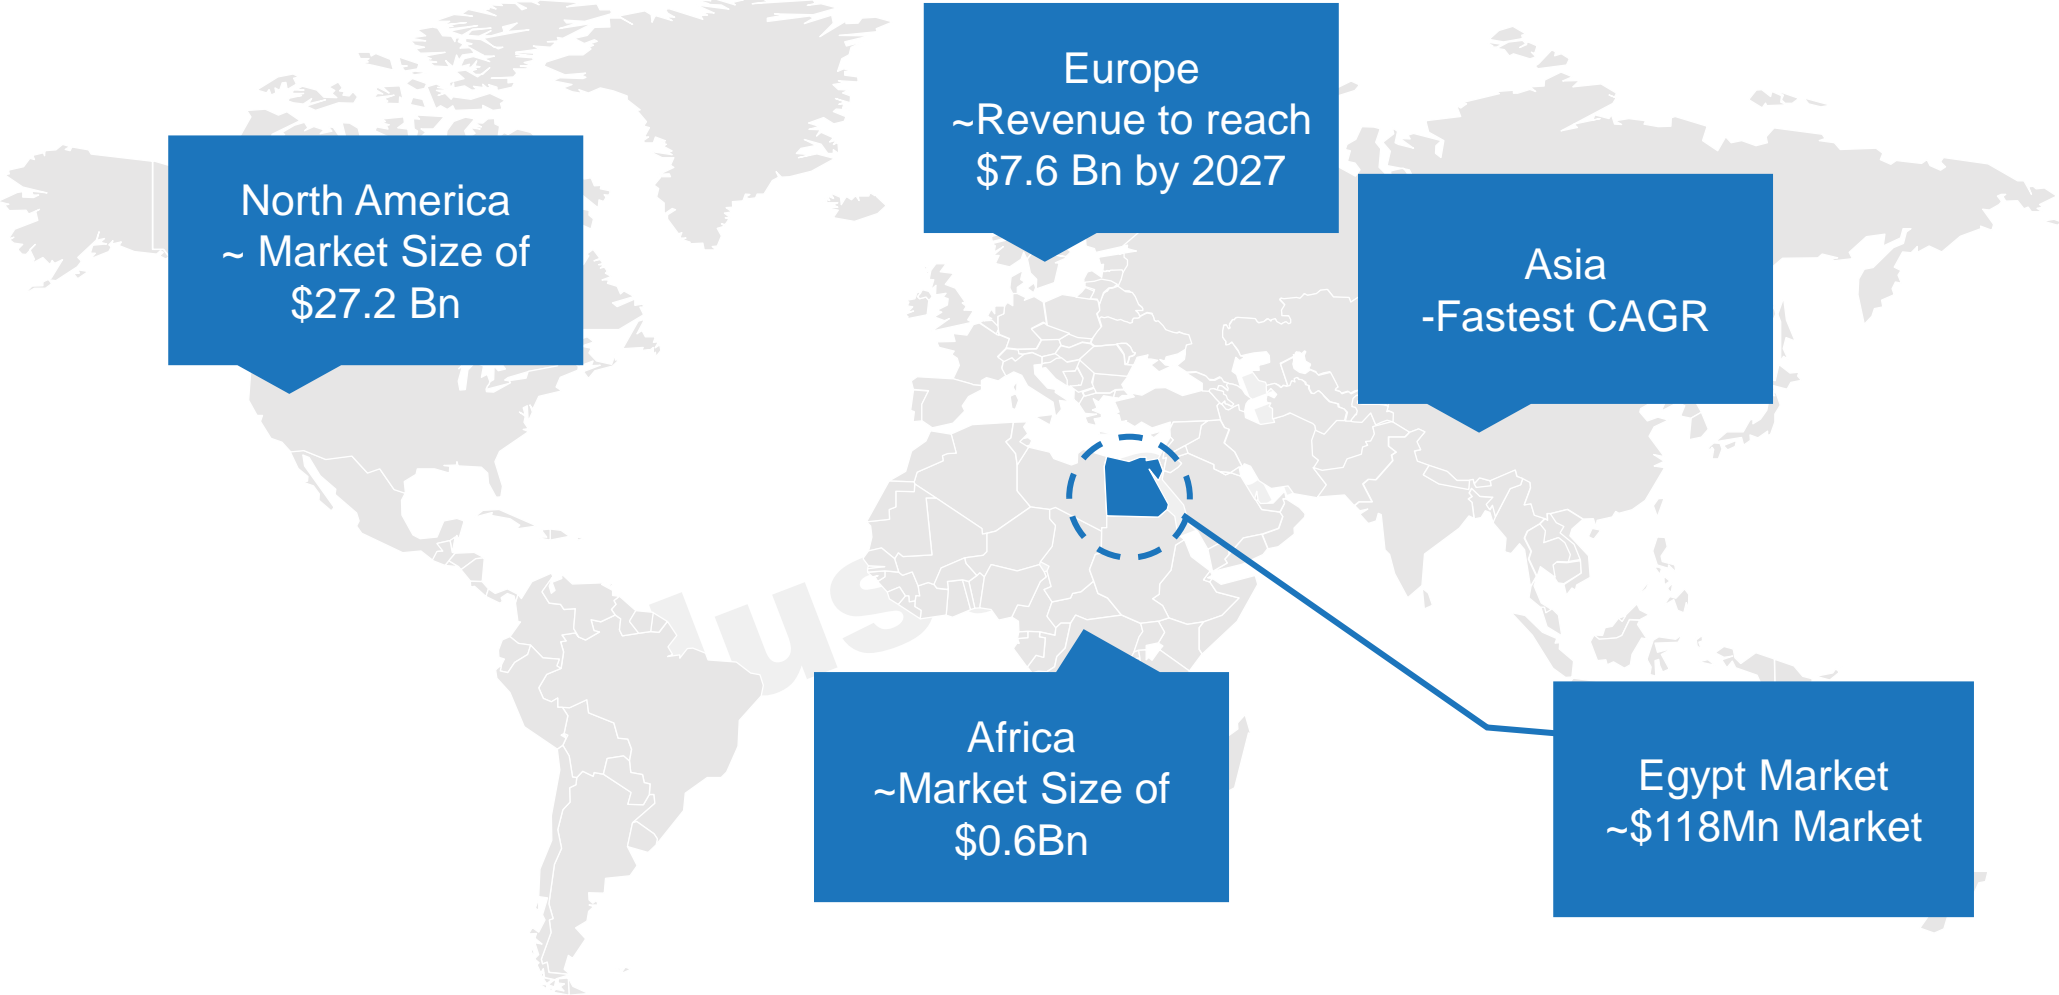 Europe
~Revenue to reach
$7.6 Bn by 2027
North America
~ Market Size of
$27.2 Bn
Asia
-Fastest CAGR
Africa
~Market Size of
$0.6Bn
Egypt Market
~$118Mn Market